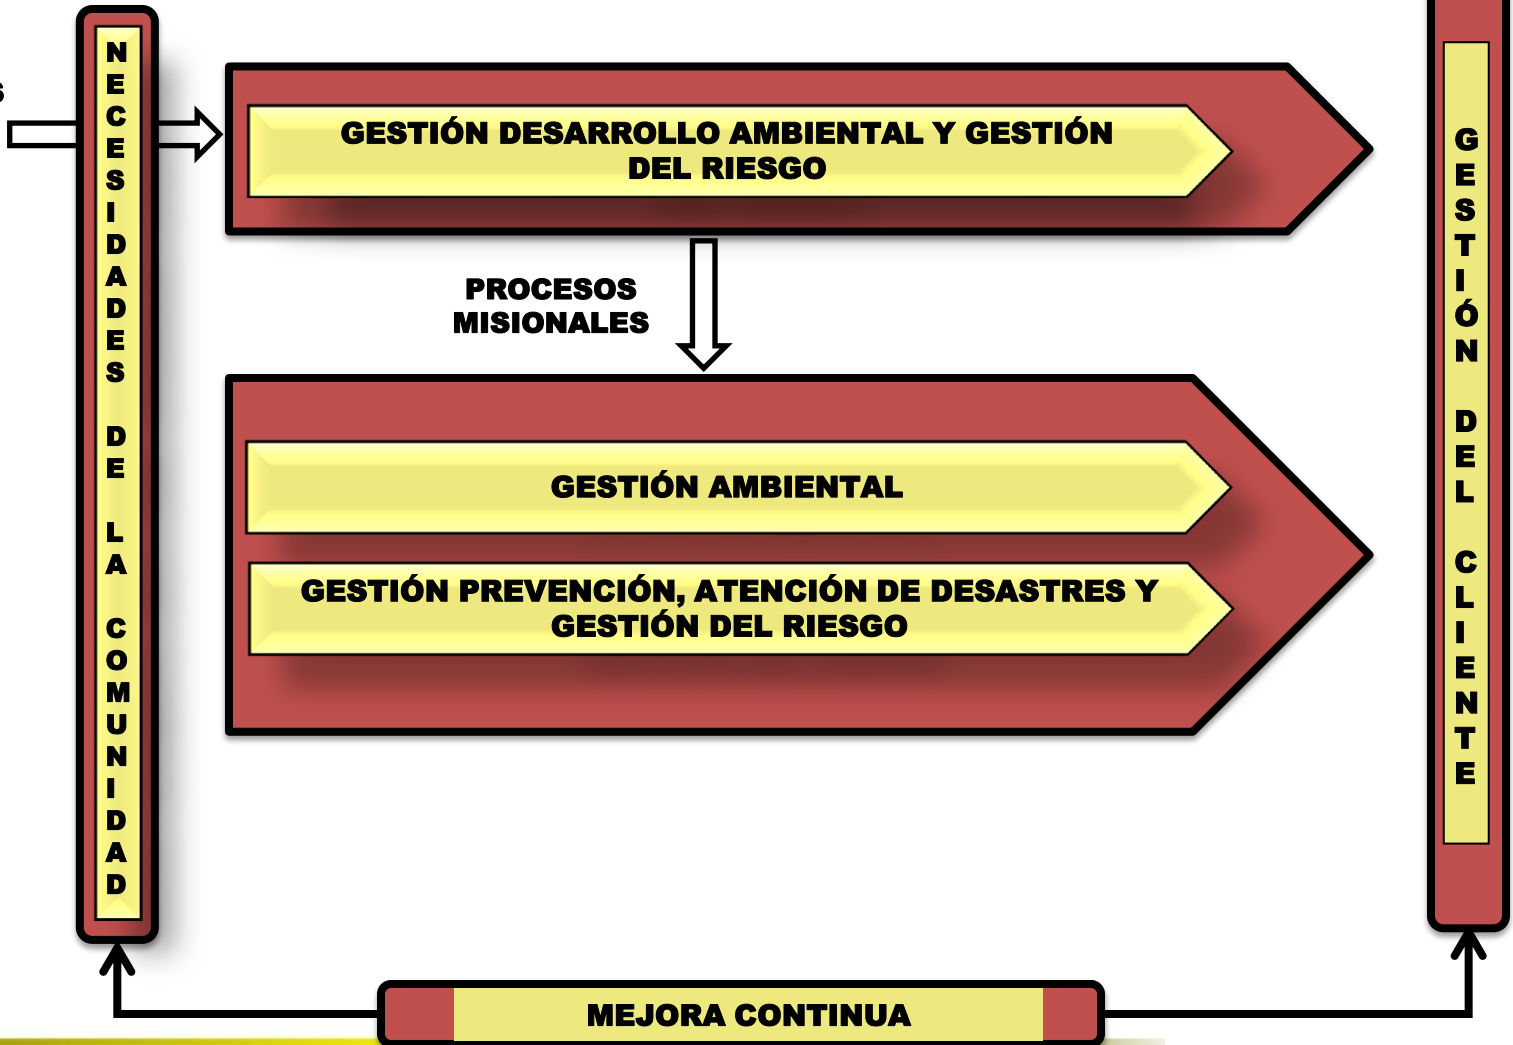 NECESIDADES DE LA COMUNIDAD
GESTIÓN DESARROLLO AMBIENTAL Y GESTIÓN
DEL RIESGO
PROCESOS
MISIONALES
GESTIÓN AMBIENTAL
GESTIÓN PREVENCIÓN, ATENCIÓN DE DESASTRES Y
GESTIÓN DEL RIESGO
GESTIÓN DEL CLIENTE
MEJORA CONTINUA